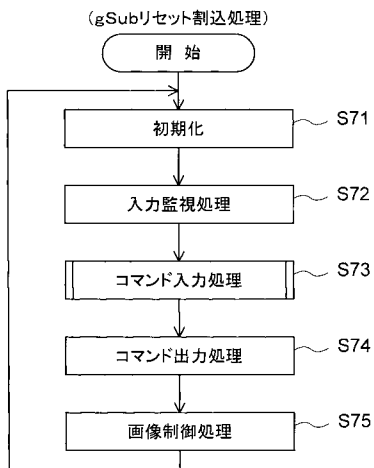 (gSubリセット割込処理)
開 始
初期化
S71
入力監視処理
S72
コマンド入力処理
S73
コマンド出力処理
S74
画像制御処理
S75